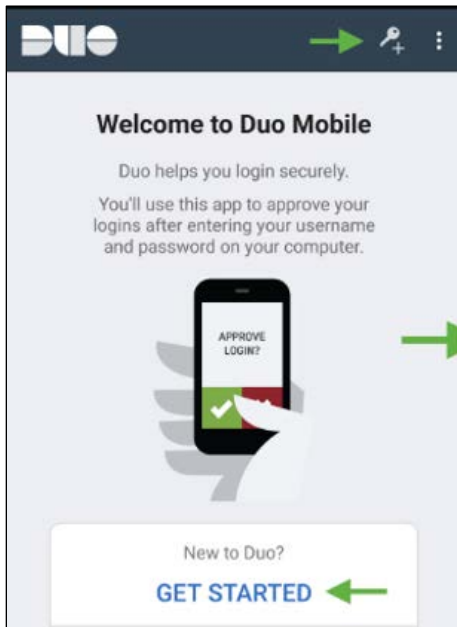 DUO
Welcome to Duo Mobile
Duo helps you login securely.
You'll use this app to approve your
logins after entering your username
and password on your computer.
APPROVE
LOGIN?
New to Duo?
GET STARTED